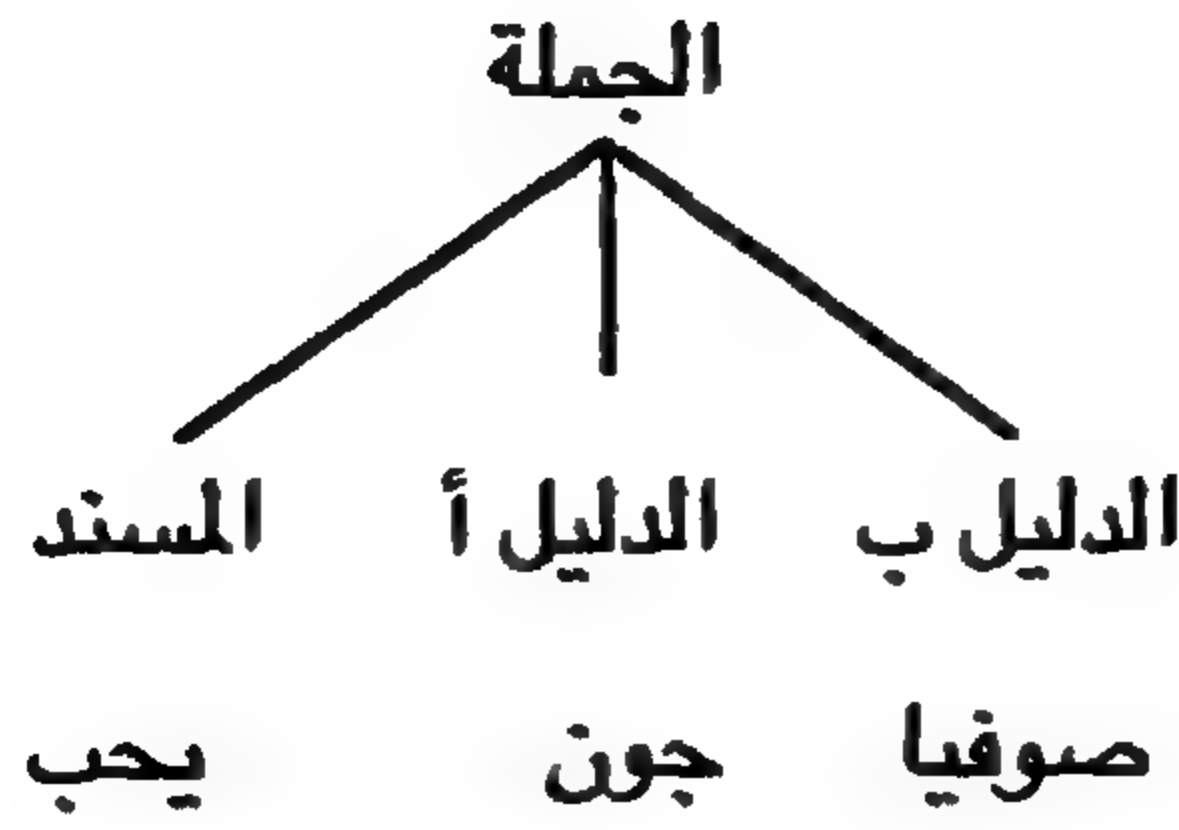 الجملة
الدليل ب الدليل أ المسند
صوفيا جون يحب